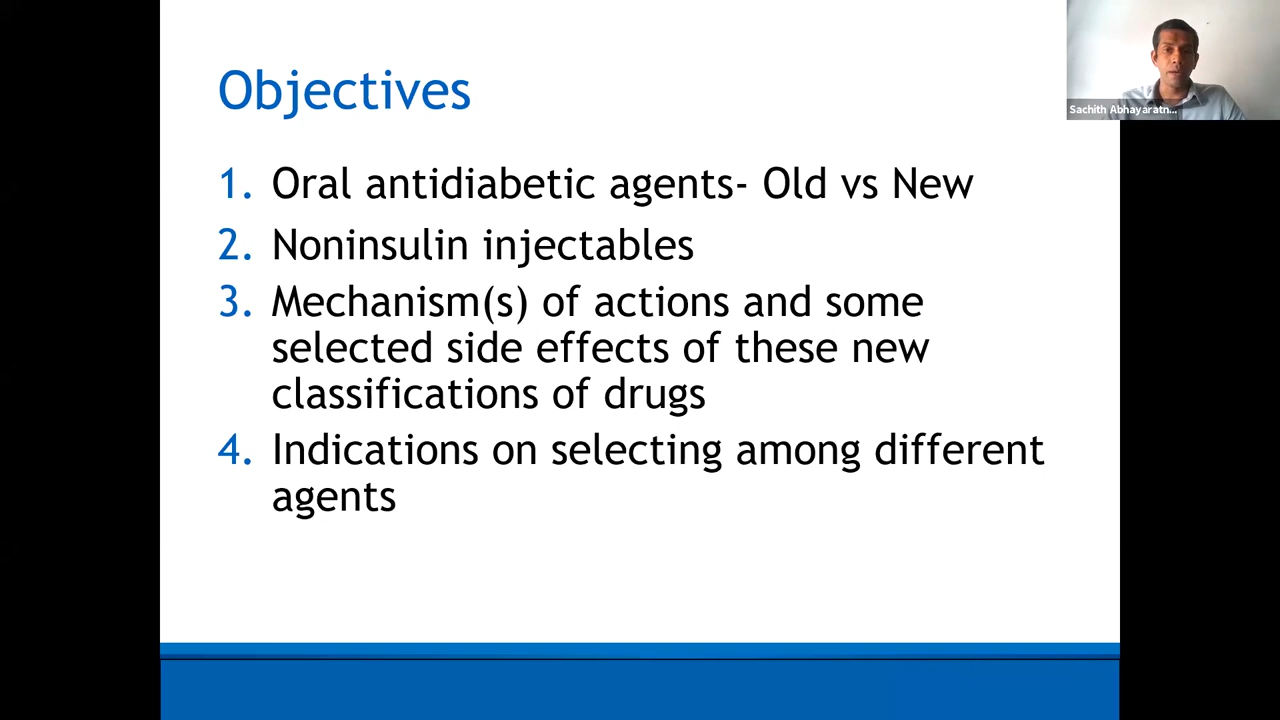 Objectives
Sachith Abhayaratn...
1. Oral antidiabetic agents- Old vs New
2. Noninsulin injectables
3. Mechanism(s) of actions and some
selected side effects of these new
classifications of drugs
4. Indications on selecting among different
agents